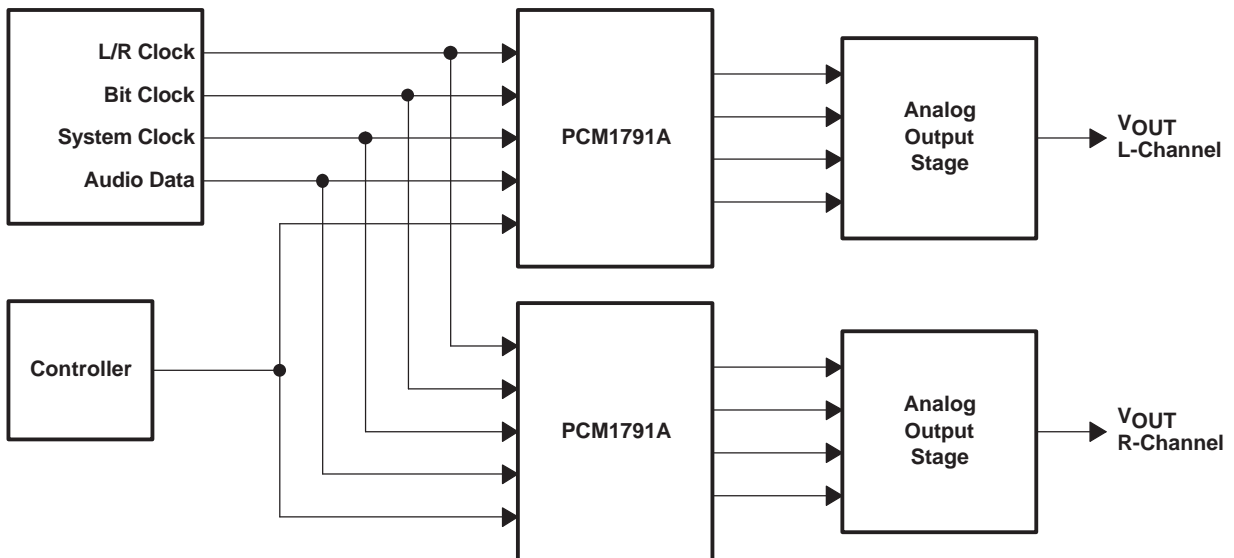 L/R Clock
Bit Clock
System Clock
Audio Data
PCM1791A
Analog
Output
Stage
VOUT
L-Channel
Controller
PCM1791A
Analog
Output
Stage
VOUT
R-Channel